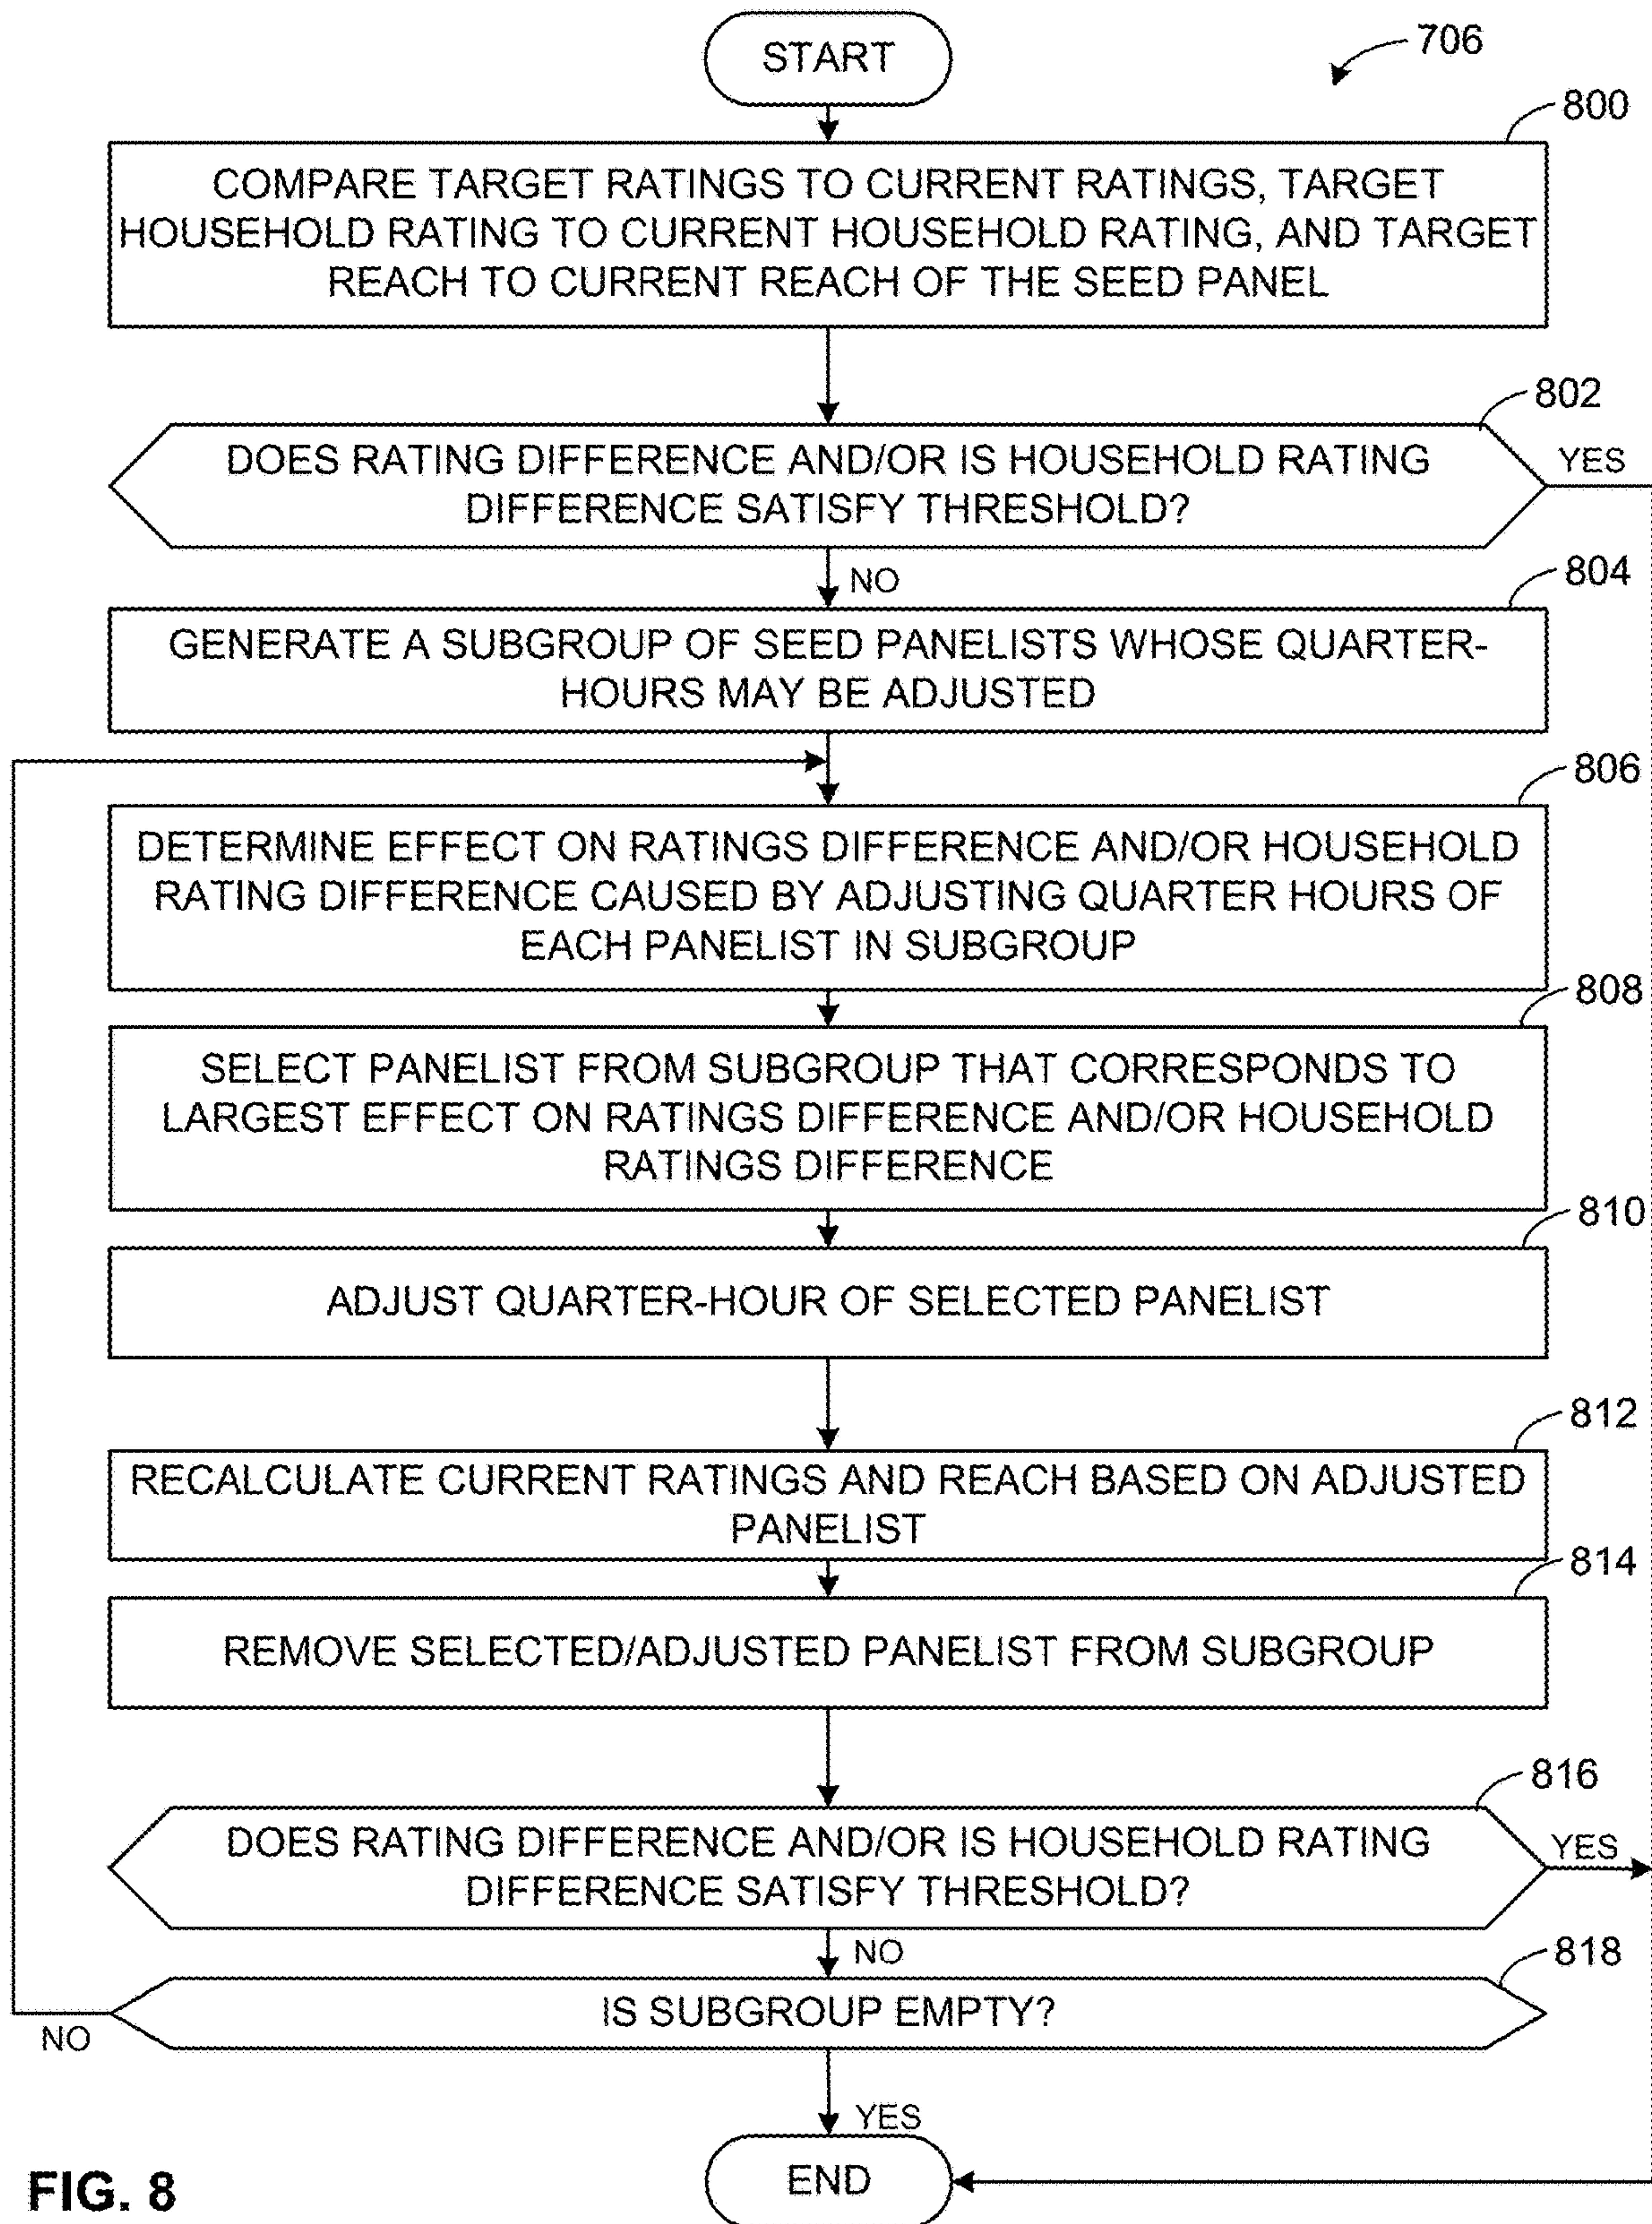 START
706
800
COMPARE TARGET RATINGS TO CURRENT RATINGS, TARGET
HOUSEHOLD RATING TO CURRENT HOUSEHOLD RATING, AND TARGET
REACH TO CURRENT REACH OF THE SEED PANEL
802
DOES RATING DIFFERENCE AND/OR IS HOUSEHOLD RATING
DIFFERENCE SATISFY THRESHOLD?
YES
NO
804
GENERATE A SUBGROUP OF SEED PANELISTS WHOSE QUARTER-
HOURS MAY BE ADJUSTED
806
DETERMINE EFFECT ON RATINGS DIFFERENCE AND/OR HOUSEHOLD
RATING DIFFERENCE CAUSED BY ADJUSTING QUARTER HOURS OF
EACH PANELIST IN SUBGROUP
808
SELECT PANELIST FROM SUBGROUP THAT CORRESPONDS TO
LARGEST EFFECT ON RATINGS DIFFERENCE AND/OR HOUSEHOLD
RATINGS DIFFERENCE
810
ADJUST QUARTER-HOUR OF SELECTED PANELIST
812
RECALCULATE CURRENT RATINGS AND REACH BASED ON ADJUSTED
PANELIST
814
REMOVE SELECTED/ADJUSTED PANELIST FROM SUBGROUP
816
DOES RATING DIFFERENCE AND/OR IS HOUSEHOLD RATING
DIFFERENCE SATISFY THRESHOLD?
YES
NO
818
IS SUBGROUP EMPTY?
NO
YES
END
FIG. 8